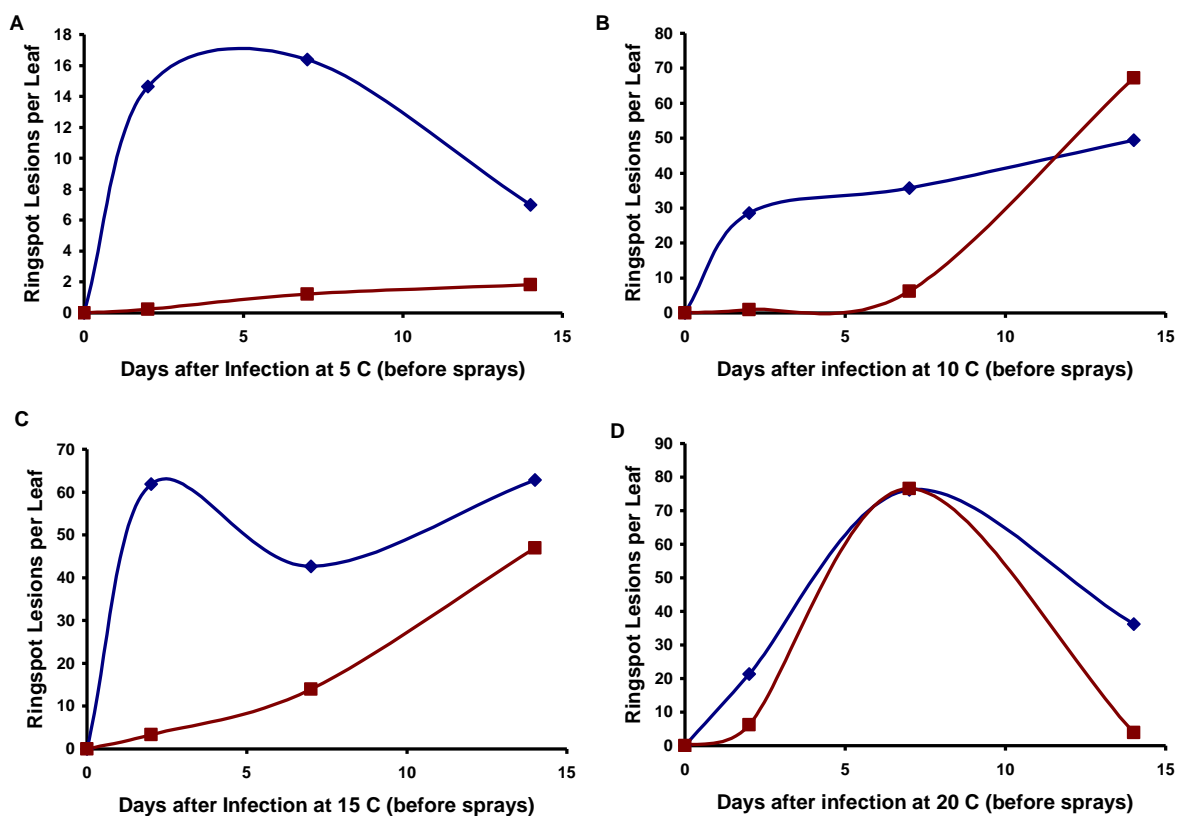 A
Ringspot Lesions per Leaf
18
16
14
12
10
8
6
4
2
0
0 5 10 15
Days after Infection at 5 C (before sprays)
B
Ringspot Lesions per Leaf
80
70
60
50
40
30
20
10
0
0 5 10 15
Days after infection at 10 C (before sprays)
C
Ringspot Lesions per Leaf
70
60
50
40
30
20
10
0
0 5 10 15
Days after Infection at 15 C (before sprays)
D
Ringspot Lesions per Leaf
90
80
70
60
50
40
30
20
10
0
0 5 10 15
Days after infection at 20 C (before sprays)